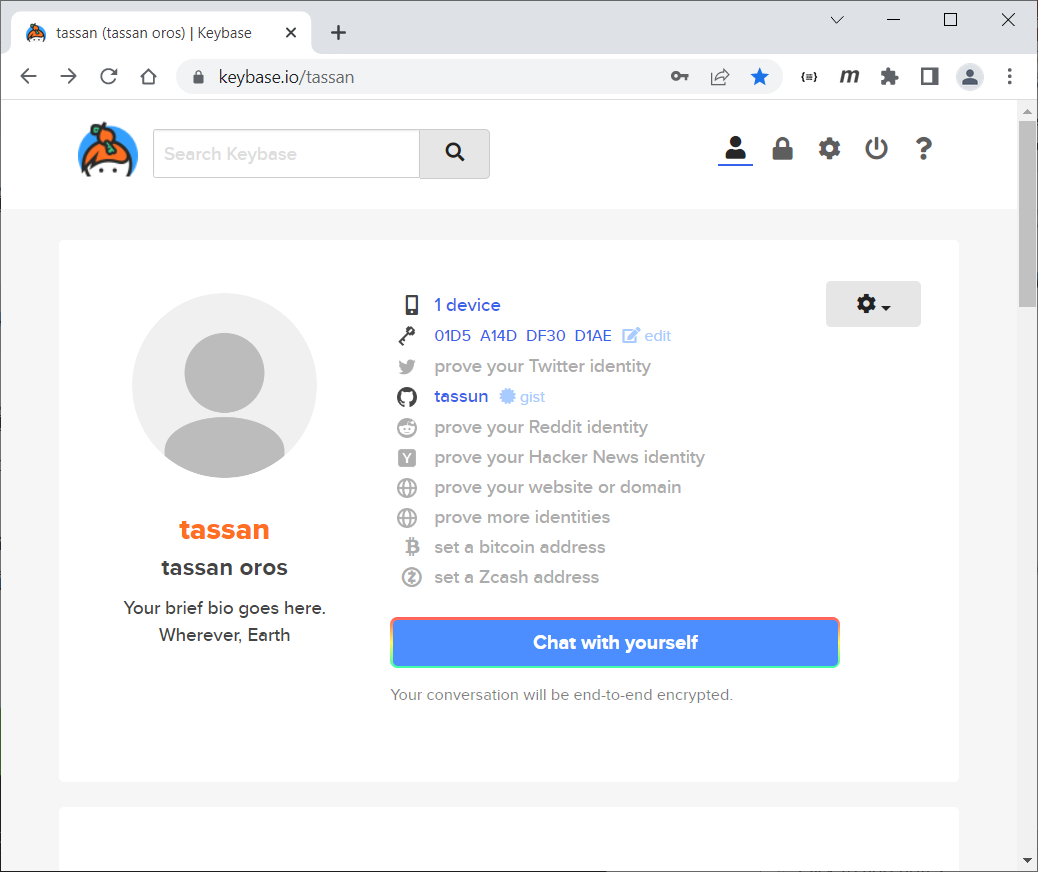 tassan (tassan oros) | Keybase
keybase.io/tassan
Search Keybase
1 device
01D5 A14D DF30 D1AE edit
prove your Twitter identity
tassun gist
prove your Reddit identity
prove your Hacker News identity
prove your website or domain
prove more identities
set a bitcoin address
set a Zcash address
tassan
tassan oros
Your brief bio goes here.
Wherever, Earth
Chat with yourself
Your conversation will be end-to-end encrypted.